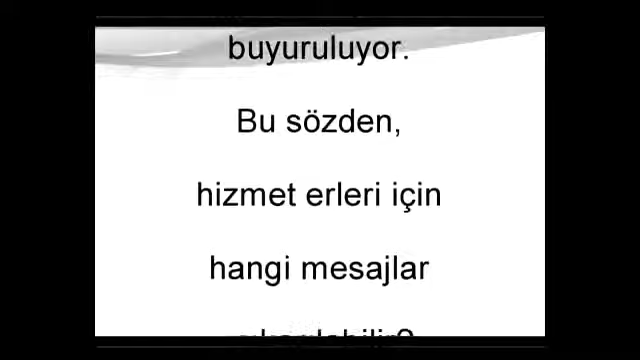 buyuruluyor.
Bu sözden,
hizmet erleri için
hangi mesajlar